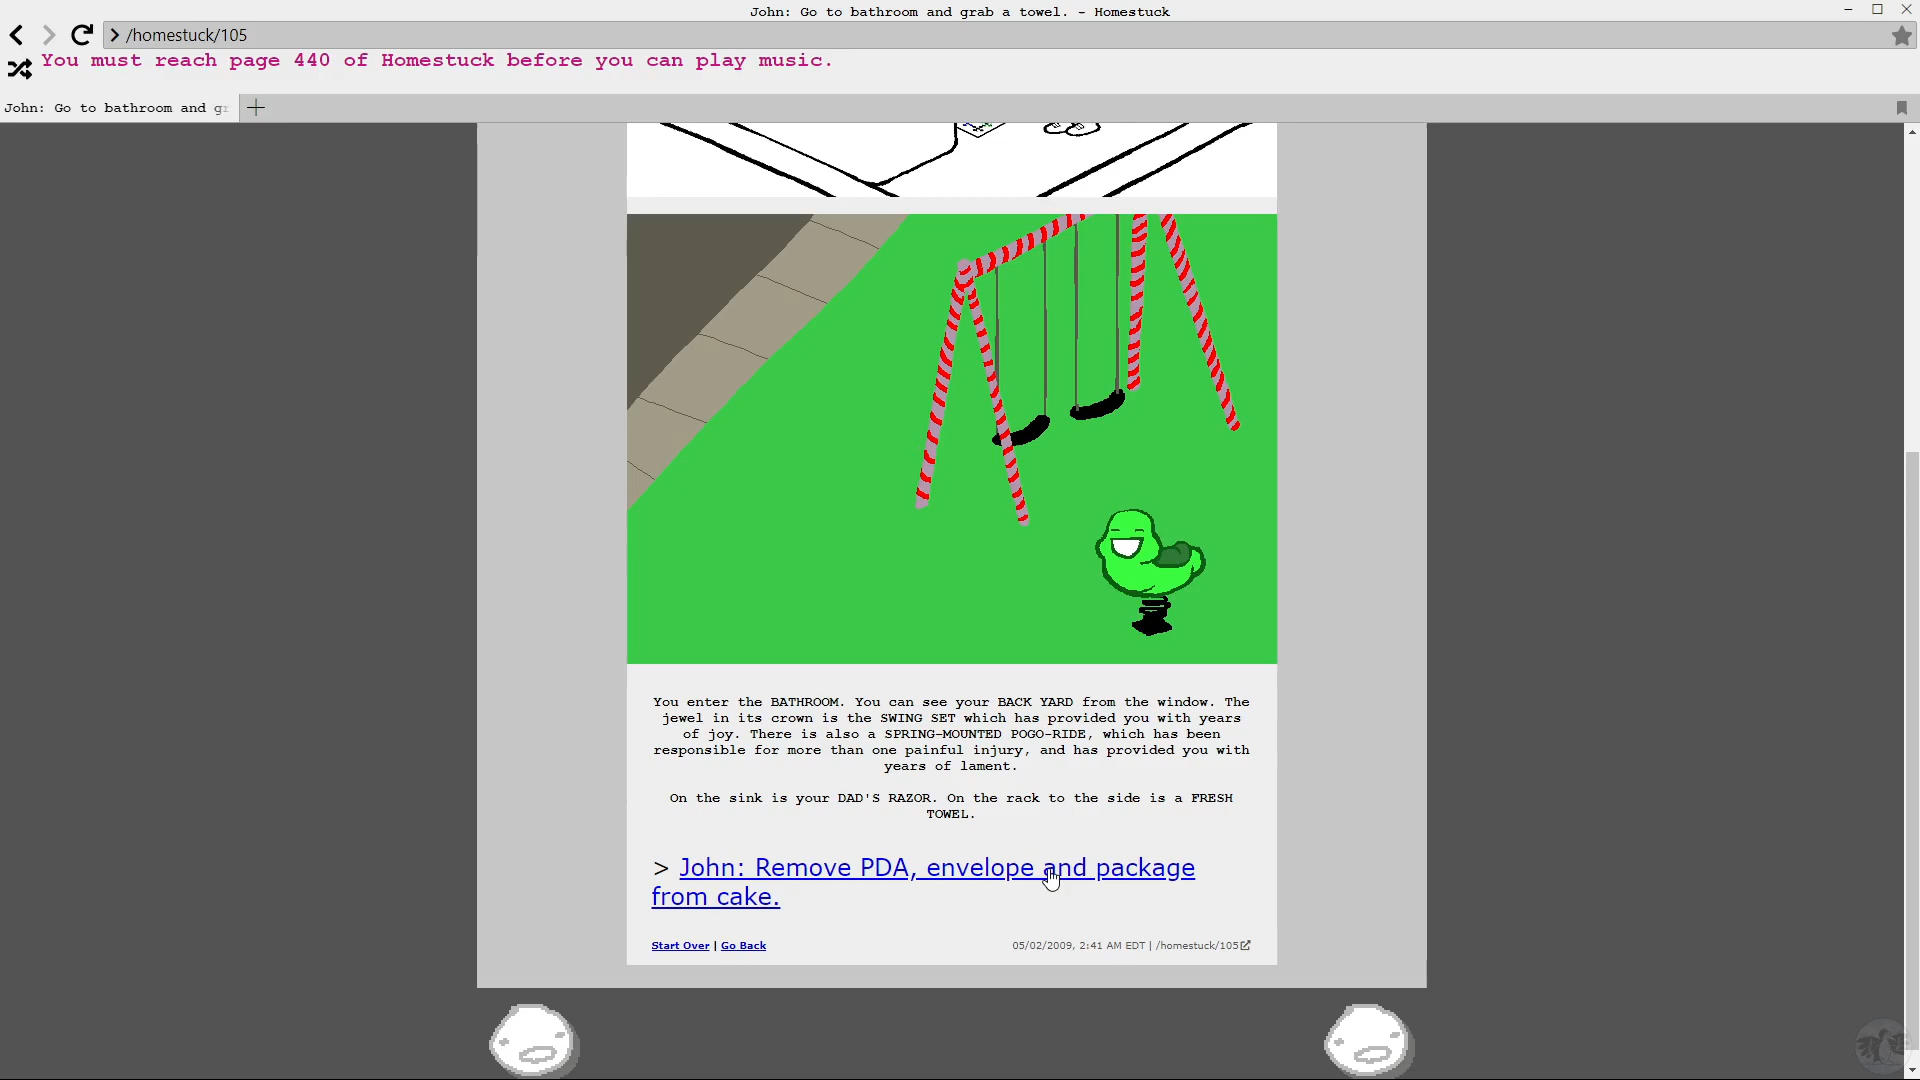 John: Go to bathroom and grab a towel. - Homestuck
/homestuck/105
You must reach page 440 of Homestuck before you can play music.
John: Go to bathroom and gr
You enter the BATHROOM. You can see your BACK YARD from the window. The
jewel in its crown is the SWING SET which has provided you with years
of joy. There is also a SPRING-MOUNTED POGO-RIDE, which has been
responsible for more than one painful injury, and has provided you with
years of lament.
On the sink is your DAD'S RAZOR. On the rack to the side is a FRESH
TOWEL.
> John: Remove PDA, envelope and package
from cake.
Start Over | Go Back
05/02/2009, 2:41 AM EDT | /homestuck/105